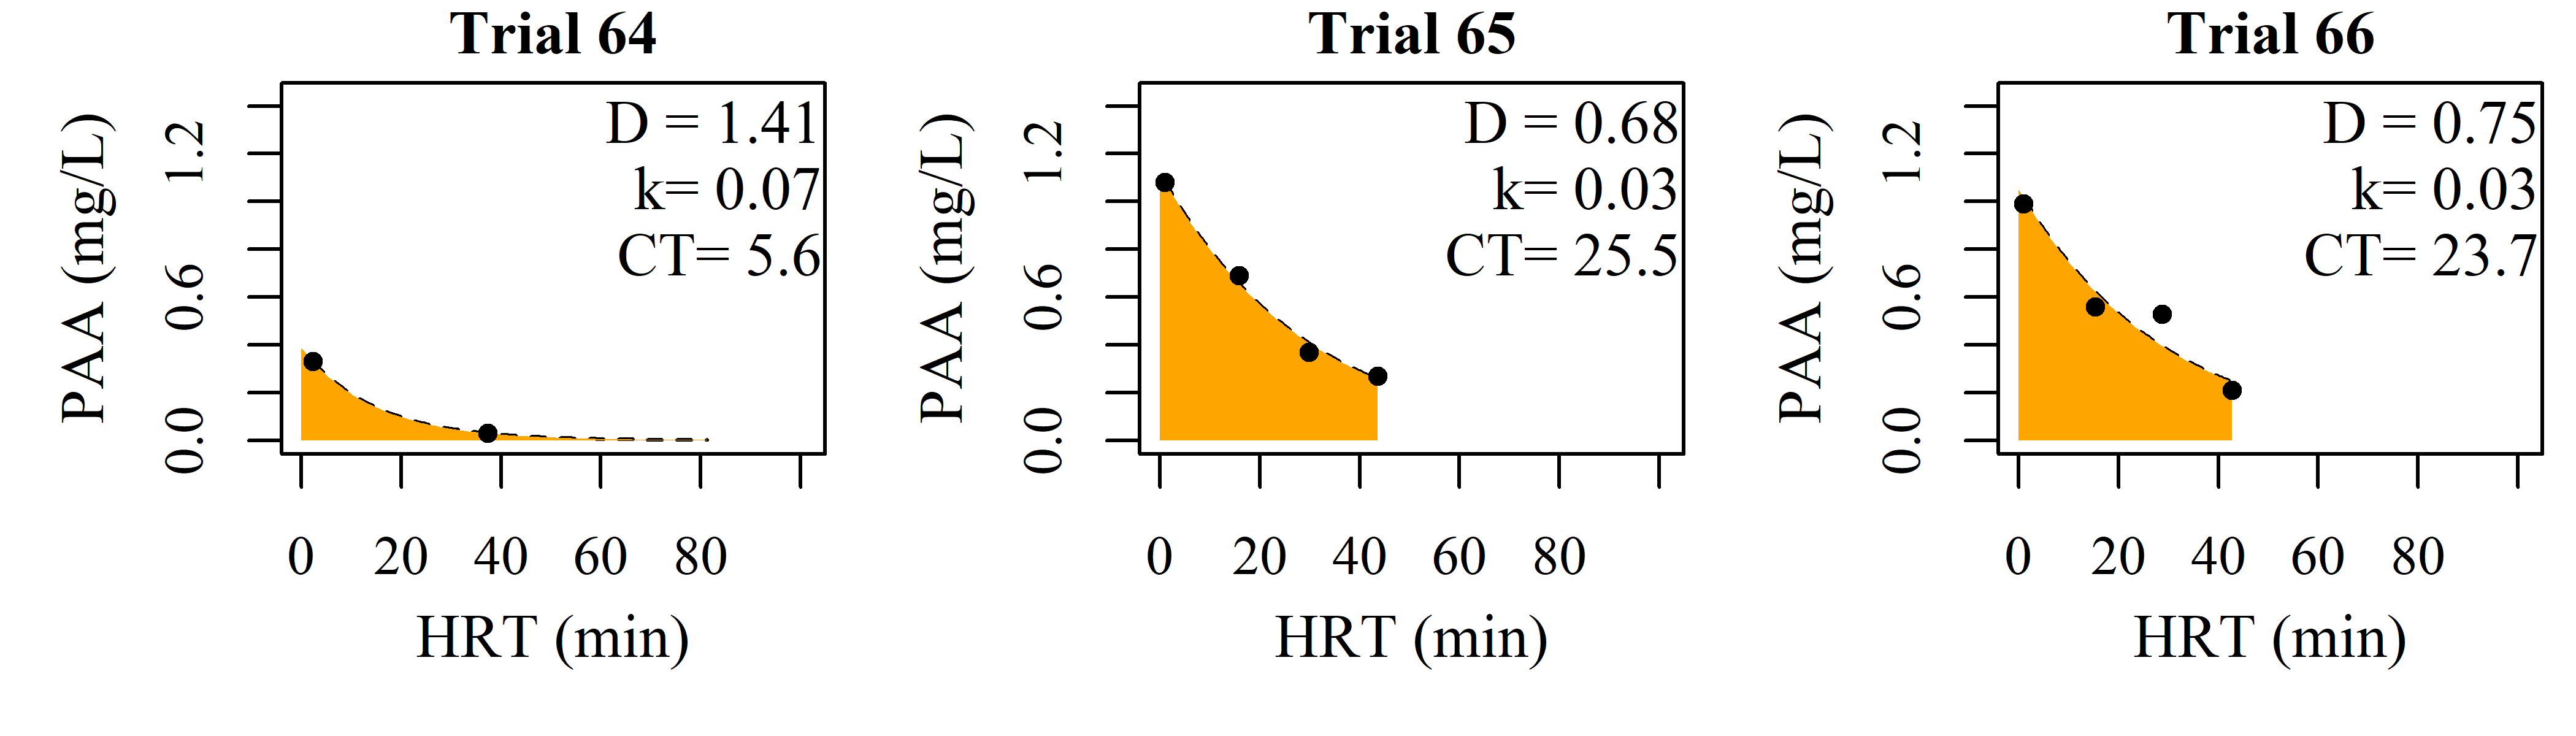 Trial 64
D = 1.41
k= 0.07
CT= 5.6
PAA (mg/L)
0.0 0.6 1.2
0 20 40 60 80
HRT (min)
Trial 65
D = 0.68
k= 0.03
CT= 25.5
PAA (mg/L)
0.0 0.6 1.2
0 20 40 60 80
HRT (min)
Trial 66
D = 0.75
k= 0.03
CT= 23.7
PAA (mg/L)
0.0 0.6 1.2
0 20 40 60 80
HRT (min)